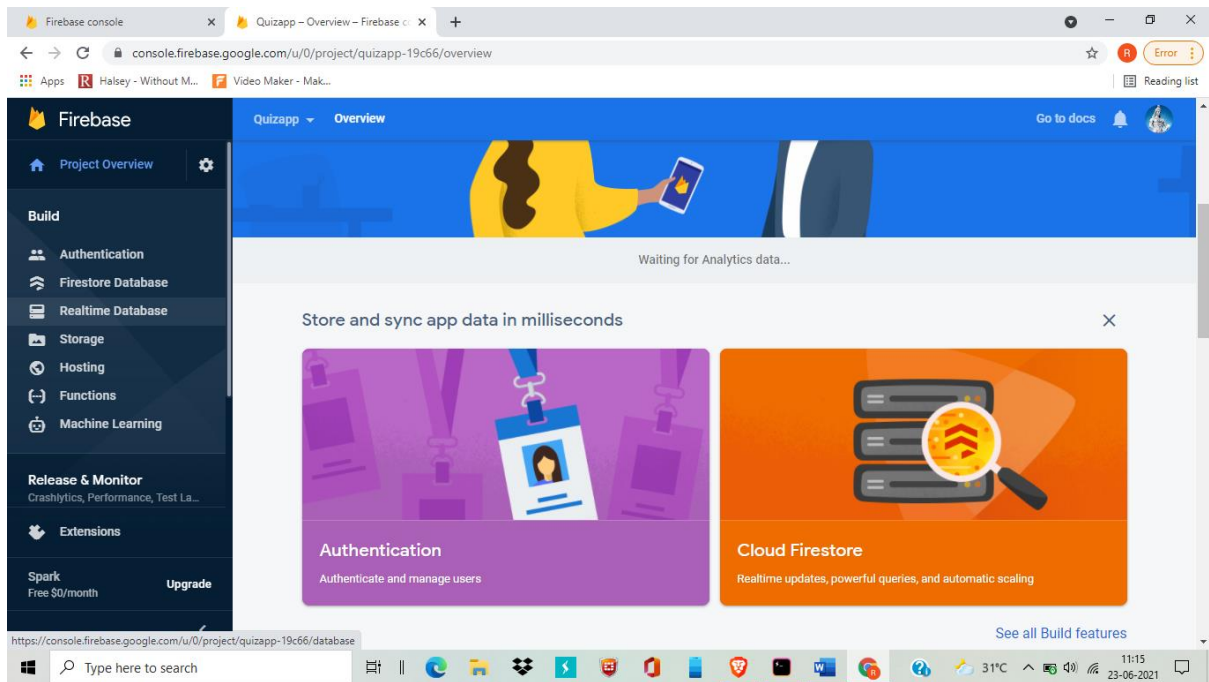 Firebase console
Quizapp – Overview – Firebase c
console.firebase.google.com/u/0/project/quizapp-19c66/overview
R
Error
Apps
R Halsey - Without M...
Video Maker - Mak...
Reading list
Firebase
Quizapp
Overview
Go to docs
Project Overview
Build
Authentication
Firestore Database
Realtime Database
Storage
Hosting
Functions
Machine Learning
Release & Monitor
Crashlytics, Performance, Test La...
Extensions
Spark
Free $0/month
Upgrade
Waiting for Analytics data...
Store and sync app data in milliseconds
Authentication
Authenticate and manage users
Cloud Firestore
Realtime updates, powerful queries, and automatic scaling
See all Build features
https://console.firebase.google.com/u/0/project/quizapp-19c66/database
Type here to search
31°C
11:15
23-06-2021